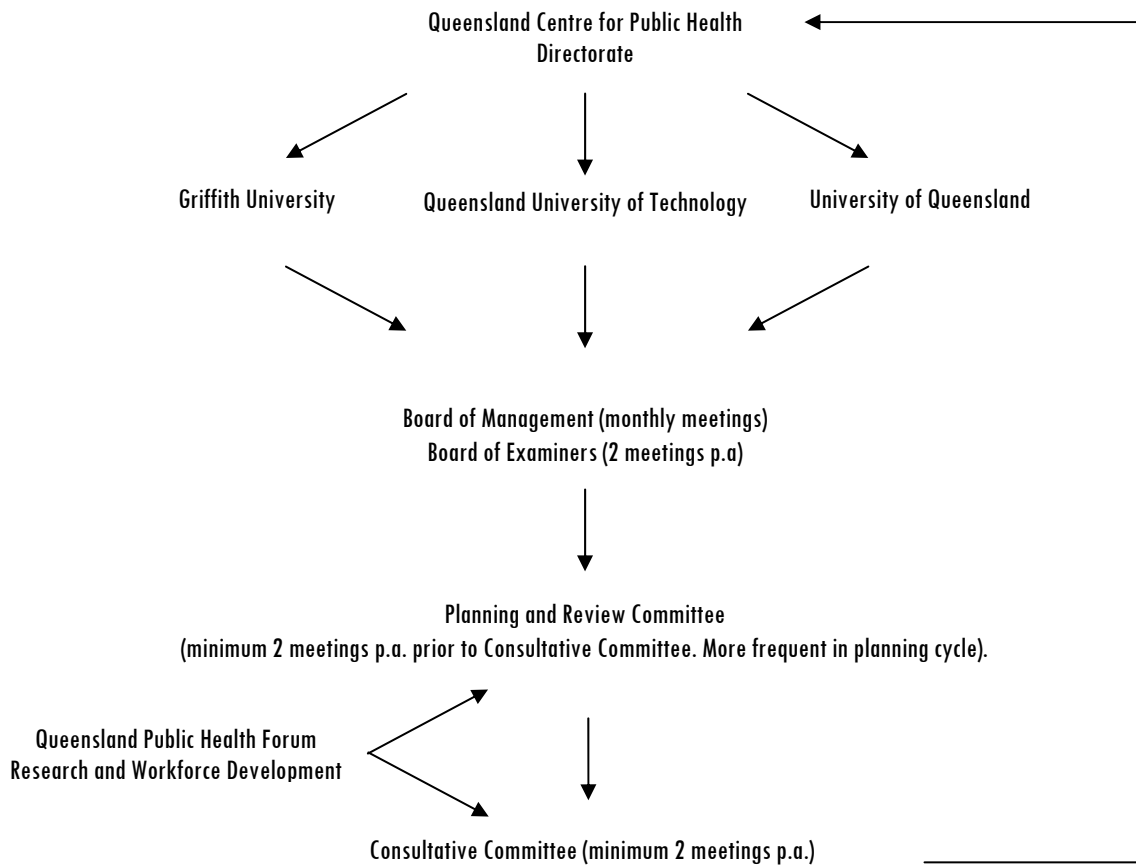 Queensland Centre for Public Health
Directorate
Griffith University
Queensland University of Technology
University of Queensland
Board of Management (monthly meetings)
Board of Examiners (2 meetings p.a)
Planning and Review Committee
(minimum 2 meetings p.a. prior to Consultative Committee. More frequent in planning cycle).
Queensland Public Health Forum
Research and Workforce Development
Consultative Committee (minimum 2 meetings p.a.)